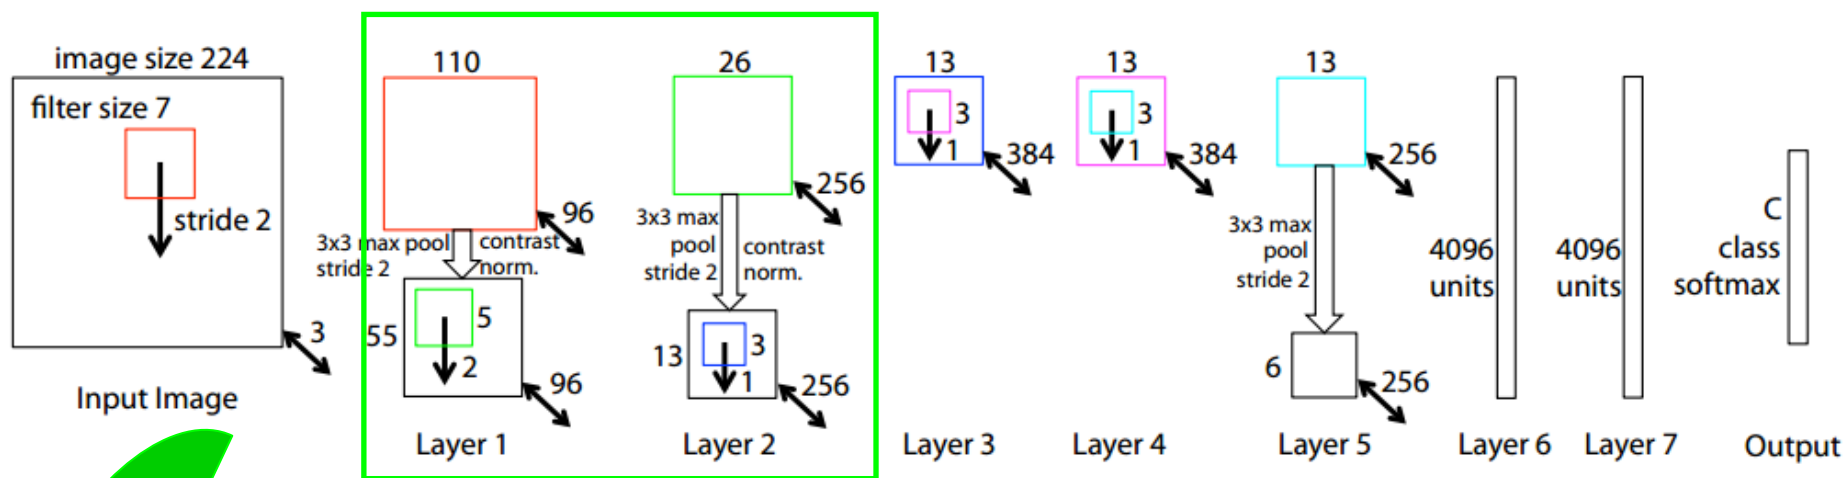 image size 224
filter size 7
stride 2
3
Input Image
110
96
3x3 max pool
stride 2
contrast
norm.
55
5
2
96
Layer 1
26
256
3x3 max
pool
stride 2
contrast
norm.
13
3
1
256
Layer 2
13
3
1
384
Layer 3
13
3
1
384
Layer 4
13
256
3x3 max
pool
stride 2
6
256
Layer 5
4096
units
Layer 6
4096
units
Layer 7
C
class
softmax
Output